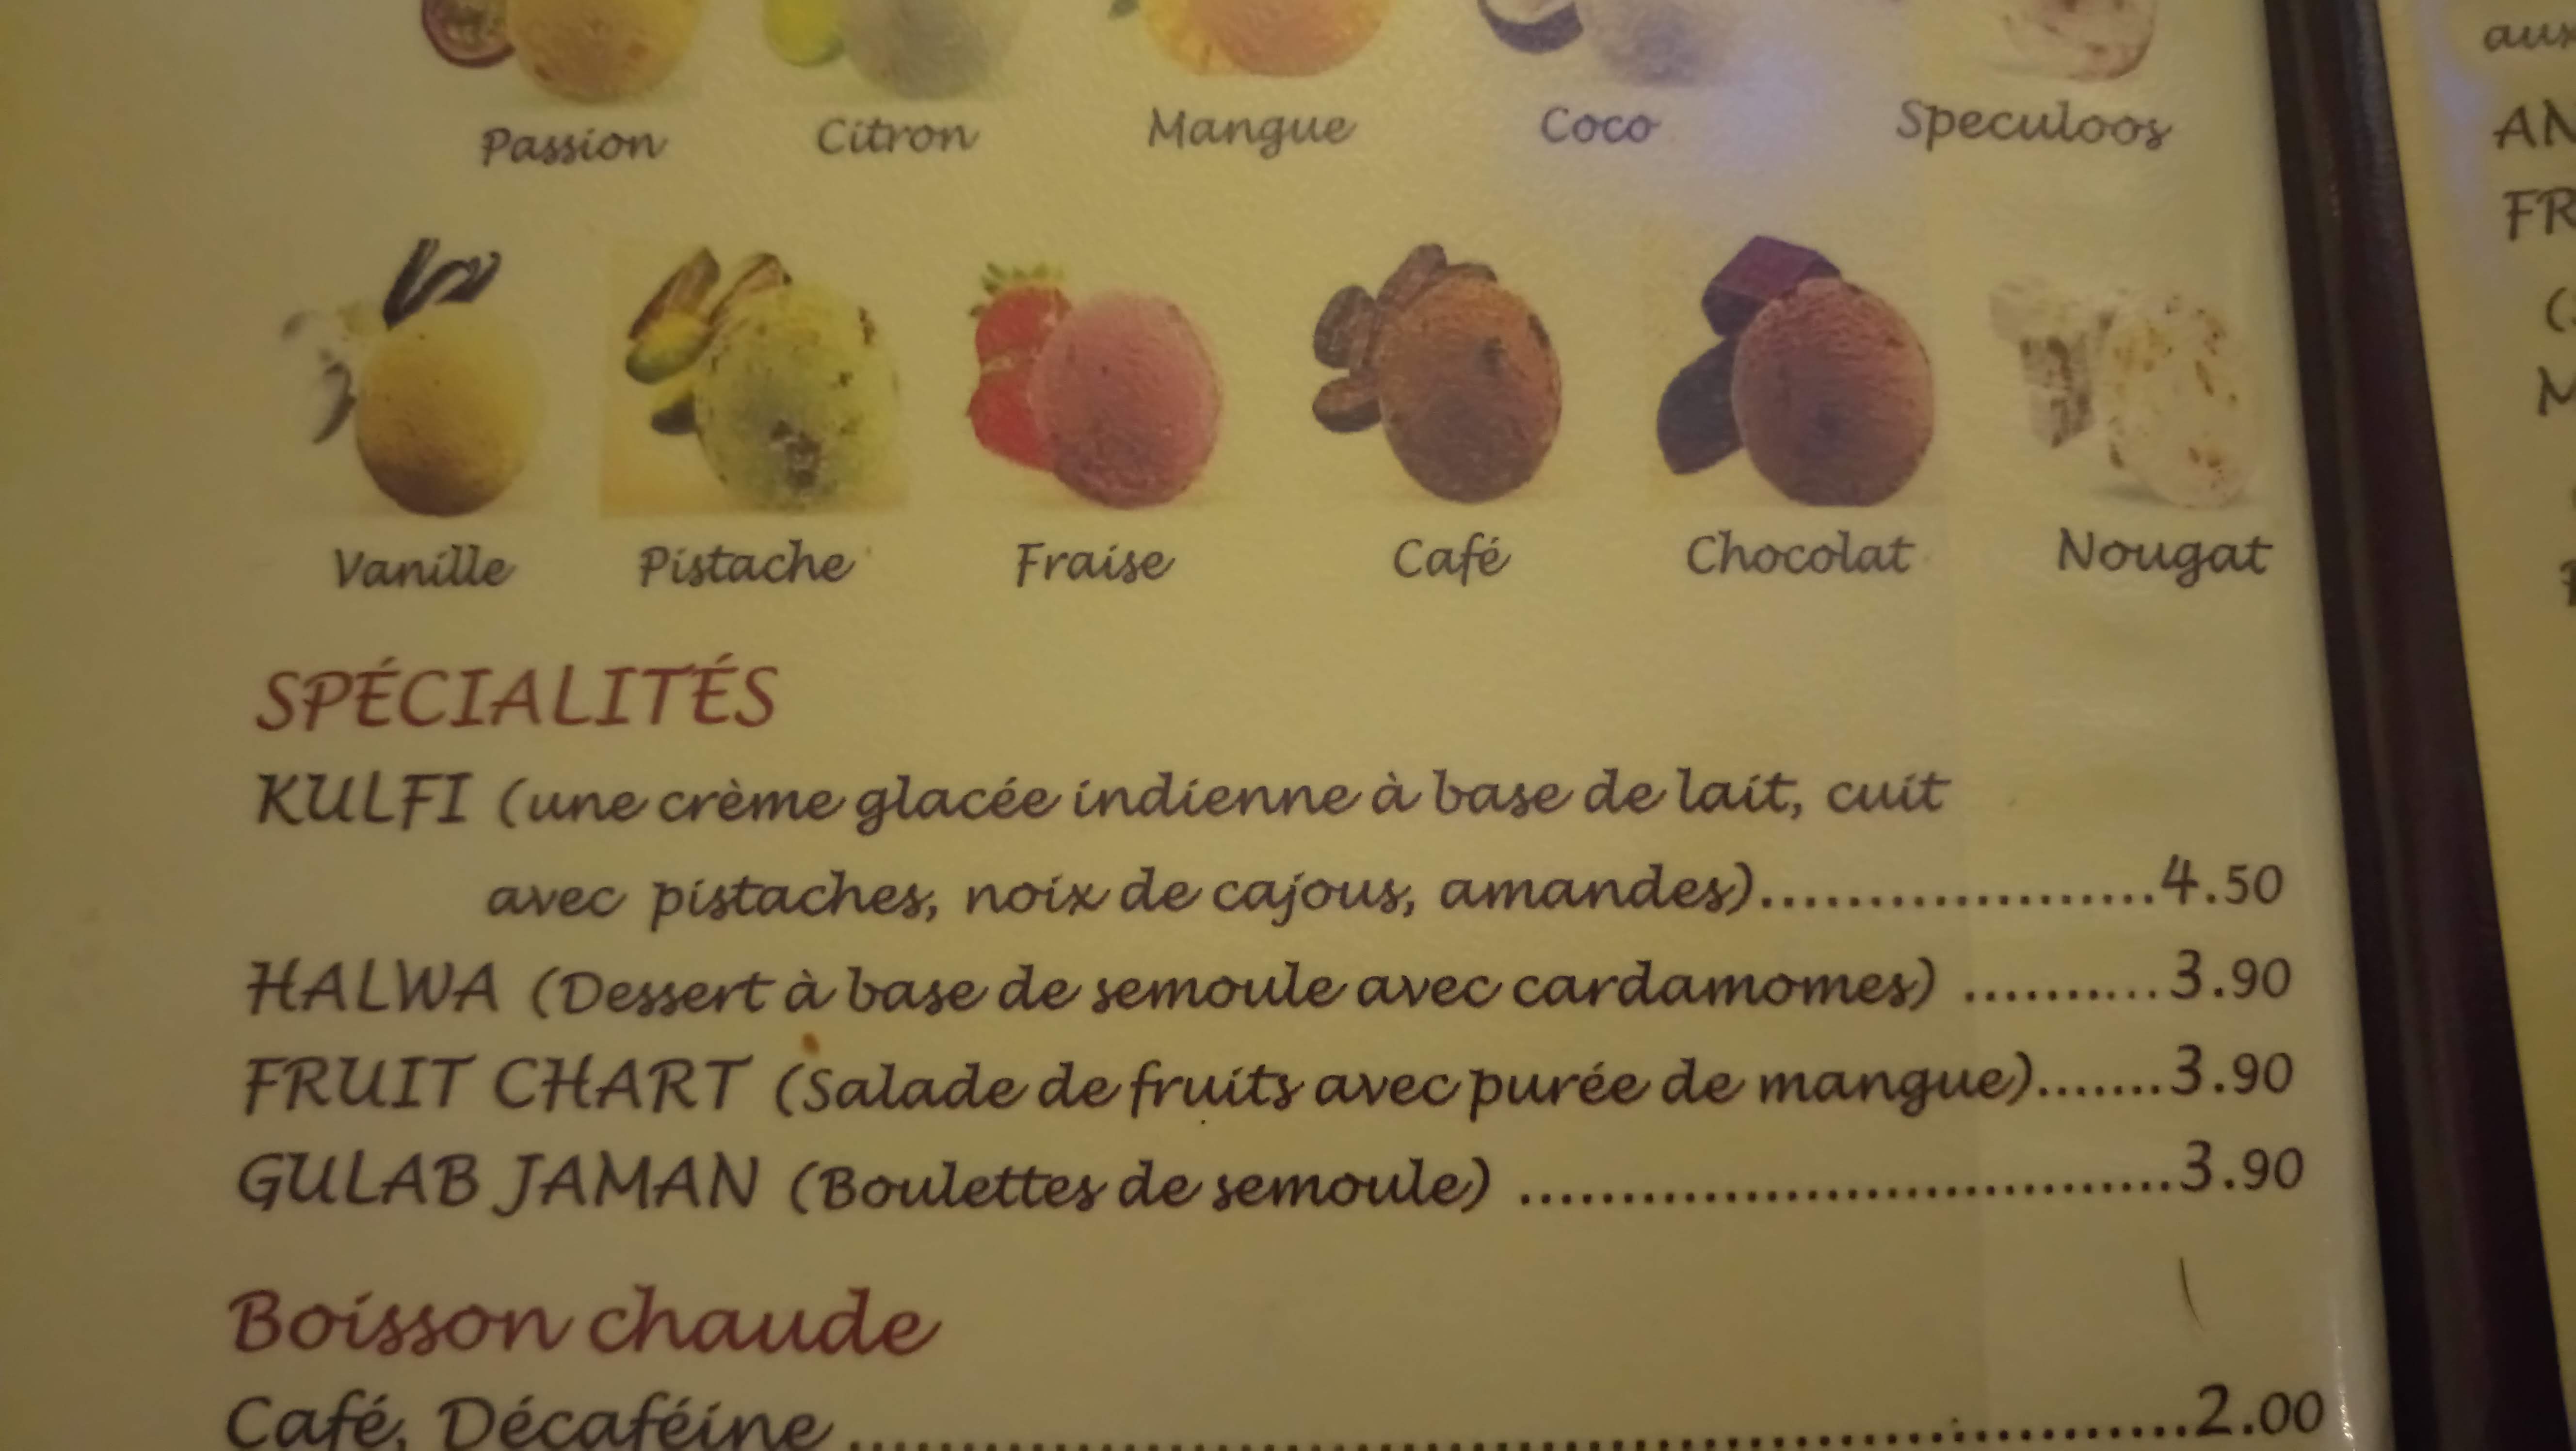 Passion Citron Mangue Coco Speculoos
Vanille Pistache Fraise Café Chocolat Nougat
SPÉCIALITÉS
KULFI (une crème glacée indienne à base de lait, cuit
avec pistaches, noix de cajous, amandes)....................4.50
HALWA (Dessert à base de semoule avec cardamomes) ...........3.90
FRUIT CHART (Salade de fruits avec purée de mangue).......3.90
GULAB JAMAN (Boulettes de semoule) ..................................3.90
Boisson chaude
Café, Décaféine ....................................................2.00